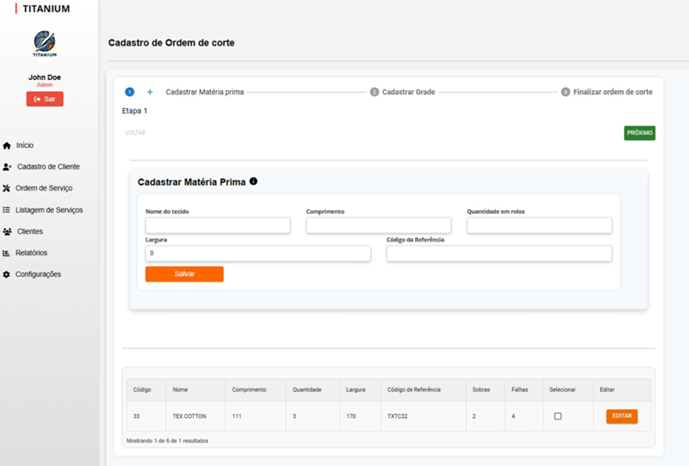 TITANIUM
TITANIUM
John Doe
Admin
Sair
Início
Cadastro de Cliente
Ordem de Serviço
Listagem de Serviços
Clientes
Relatórios
Configurações
Cadastro de Ordem de corte
1 + Cadastrar Matéria prima 2 Cadastrar Grade 3 Finalizar ordem de corte
Etapa 1
VOLTAR PRÓXIMO
Cadastrar Matéria Prima
Nome do tecido Comprimento Quantidade em rolos
Largura Código da Referência
0
Salvar
Código Nome Comprimento Quantidade Largura Código de Referência Sobras Falhas Selecionar Editar
33 TEX COTTON 111 3 170 TXTC32 2 4 EDITAR
Mostrando 1 de 6 de 1 resultados